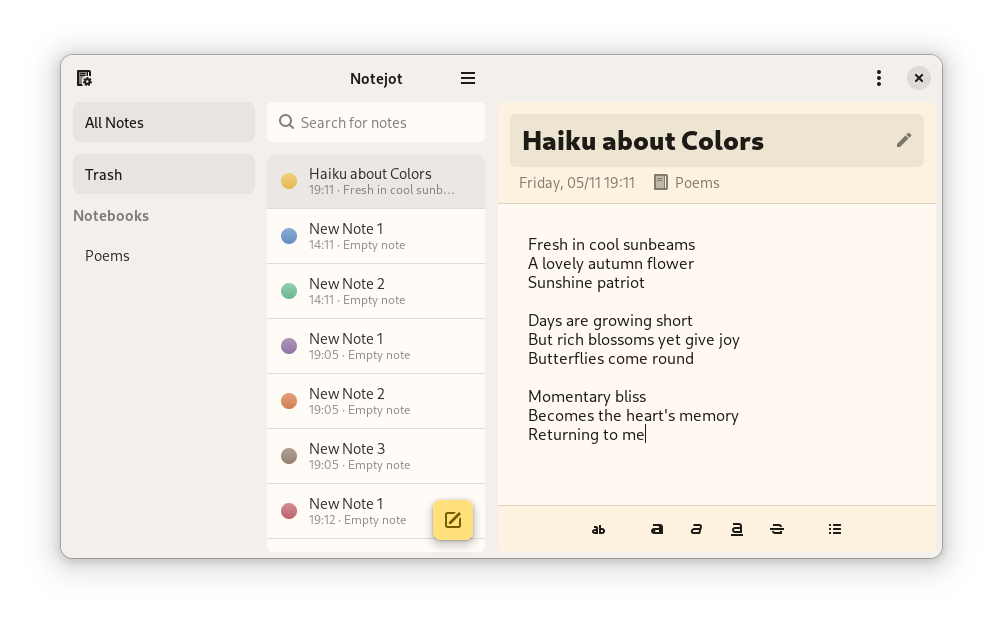 Notejot
All Notes
Trash
Notebooks
Poems
Search for notes
Haiku about Colors
19:11 · Fresh in cool sunb…
New Note 1
14:11 · Empty note
New Note 2
14:11 · Empty note
New Note 1
19:05 · Empty note
New Note 2
19:05 · Empty note
New Note 3
19:05 · Empty note
New Note 1
19:12 · Empty note
Haiku about Colors
Friday, 05/11 19:11
Poems
Fresh in cool sunbeams
A lovely autumn flower
Sunshine patriot
Days are growing short
But rich blossoms yet give joy
Butterflies come round
Momentary bliss
Becomes the heart's memory
Returning to me
ab
a
a
a